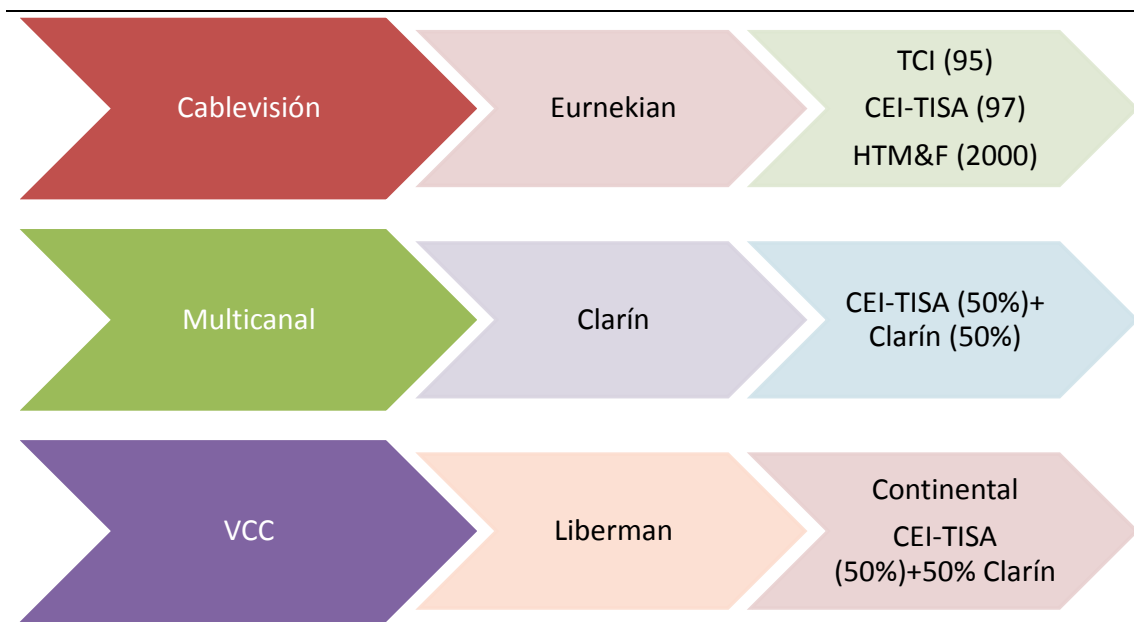 Cablevisión
Eurnekian
TCI (95)
CEI-TISA (97)
HTM&F (2000)
Multicanal
Clarín
CEI-TISA (50%)+
Clarín (50%)
VCC
Liberman
Continental
CEI-TISA
(50%)+50% Clarín